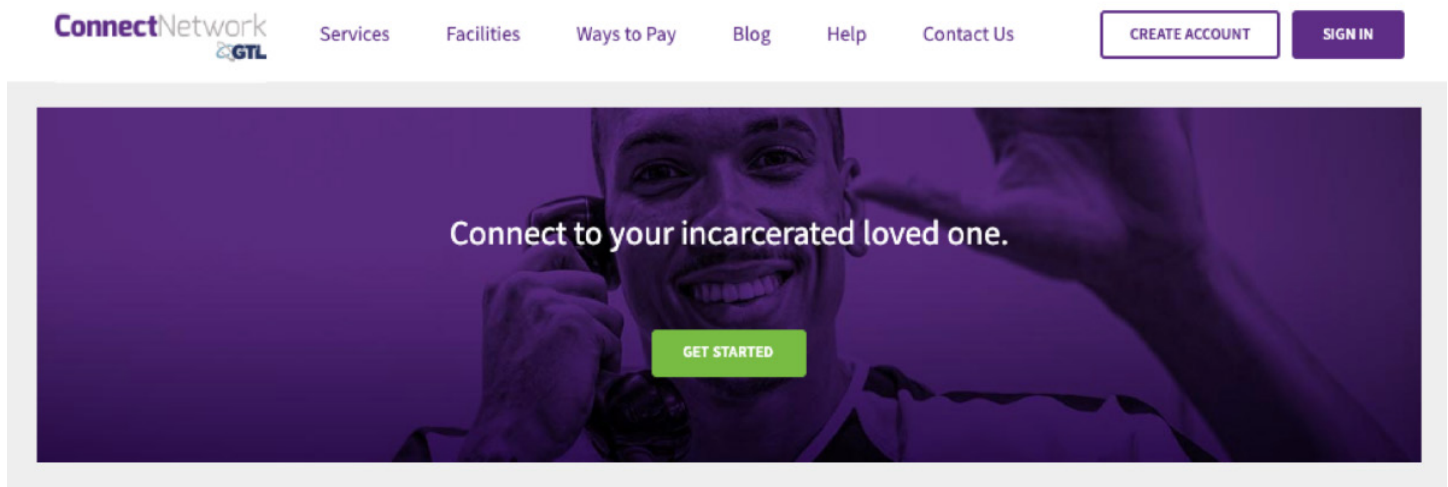 ConnectNetwork
GTL
Services Facilities Ways to Pay Blog Help Contact Us CREATE ACCOUNT SIGN IN
Connect to your incarcerated loved one.
GET STARTED